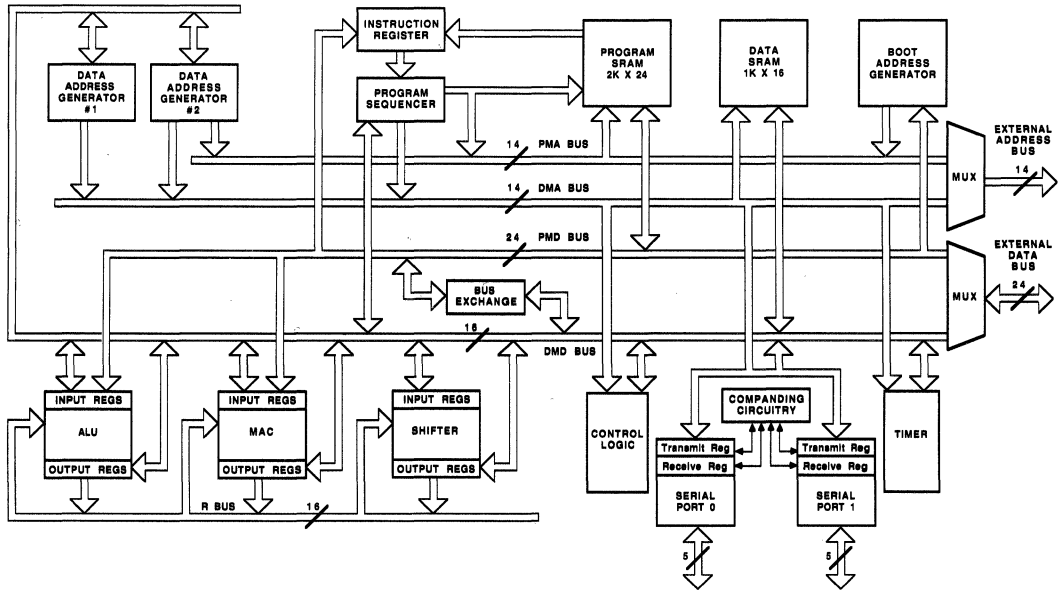 INSTRUCTION
REGISTER
PROGRAM
SRAM
2K X 24
DATA
SRAM
1K X 16
BOOT
ADDRESS
GENERATOR
DATA
ADDRESS
GENERATOR
#1
DATA
ADDRESS
GENERATOR
#2
PROGRAM
SEQUENCER
EXTERNAL
ADDRESS
BUS
14
MUX
14 PMA BUS
14 DMA BUS
24 PMD BUS
EXTERNAL
DATA
BUS
24
MUX
BUS
EXCHANGE
16
DMD BUS
INPUT REGS
ALU
OUTPUT REGS
INPUT REGS
MAC
OUTPUT REGS
INPUT REGS
SHIFTER
OUTPUT REGS
R BUS 16
CONTROL
LOGIC
COMPANDING
CIRCUITRY
TIMER
Transmit Reg
Receive Reg
SERIAL
PORT 0
5
Transmit Reg
Receive Reg
SERIAL
PORT 1
5